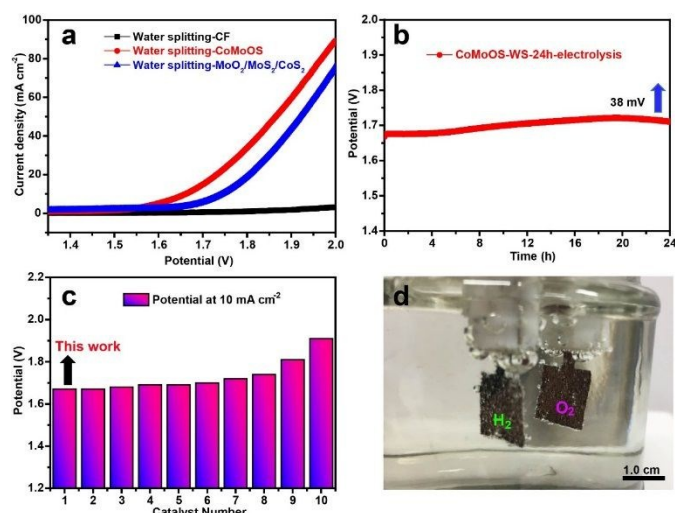 a
Water splitting-CF
Water splitting-CoMoOS
Water splitting-MoO₂/MoS₂/CoS₂
Current density (mA cm⁻²)
100
80
60
40
20
0
1.4 1.5 1.6 1.7 1.8 1.9 2.0
Potential (V)
b
CoMoOS-WS-24h-electrolysis
38 mV
Potential (V)
2.0
1.9
1.8
1.7
1.6
1.5
1.4
0 4 8 12 16 20 24
Time (h)
c
Potential at 10 mA cm⁻²
This work
Potential (V)
2.2
2.0
1.8
1.6
1.4
1.2
1 2 3 4 5 6 7 8 9 10
Catalyst Number
d
H₂
O₂
1.0 cm